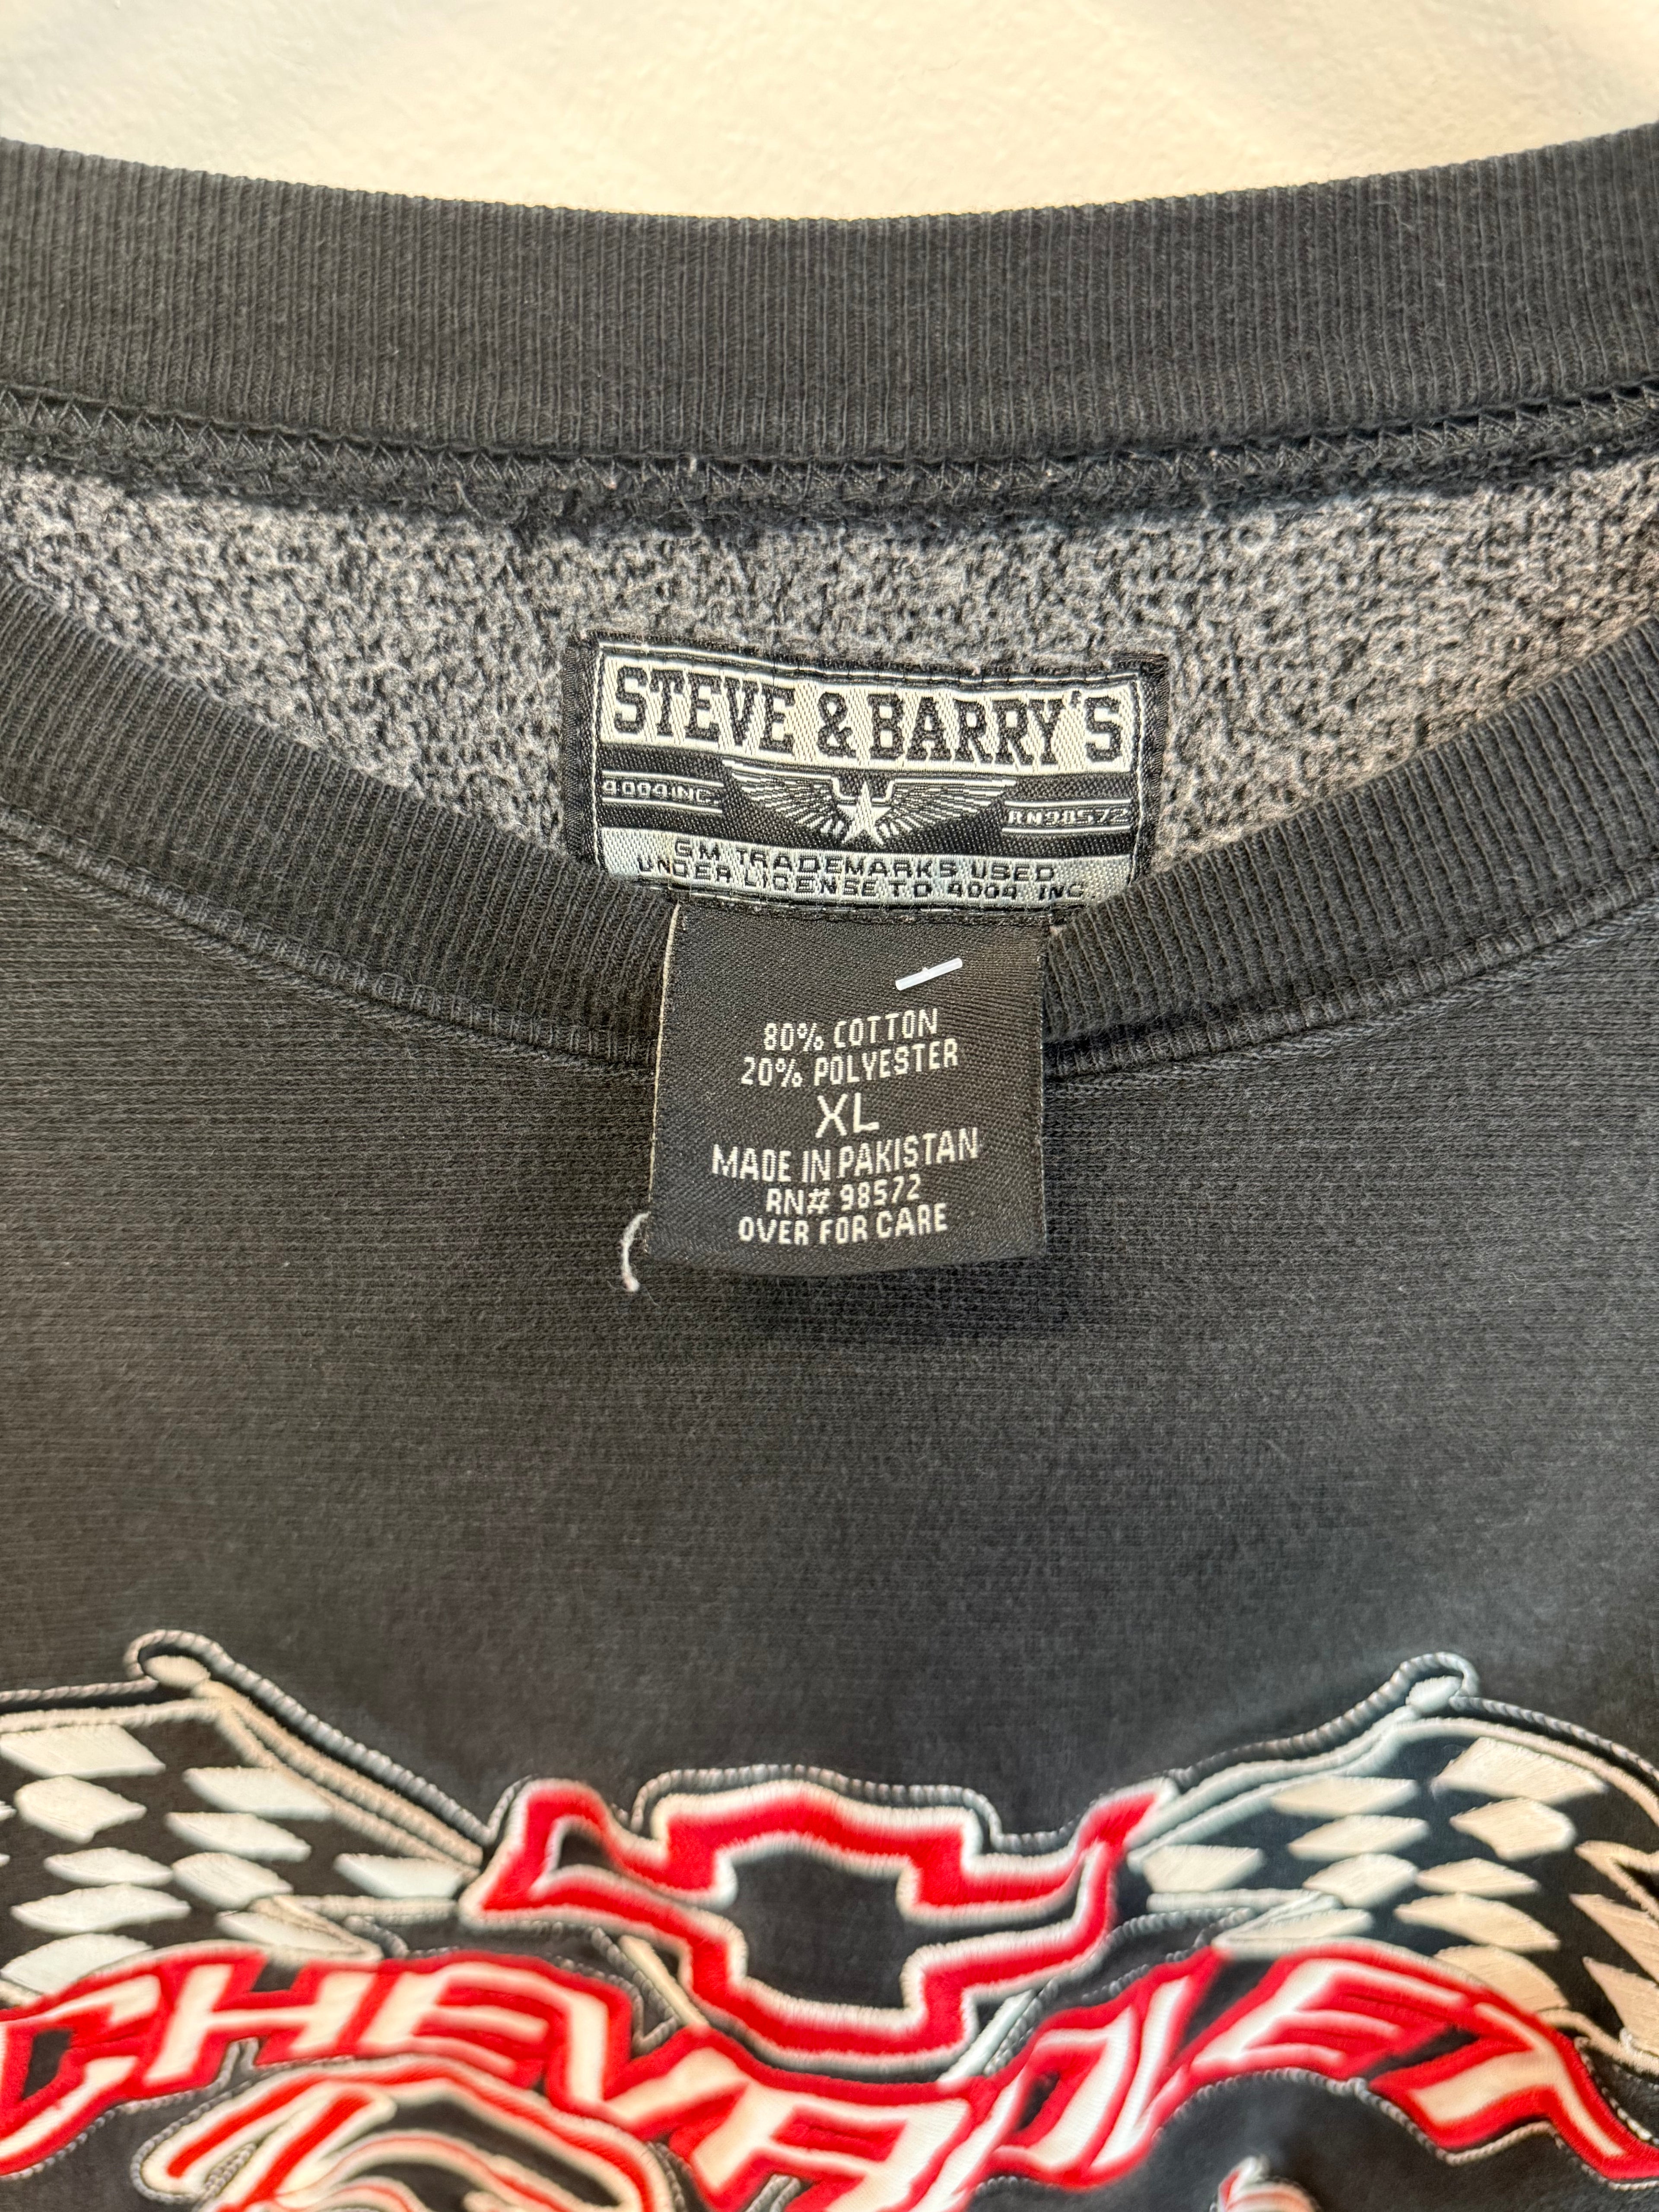 STEVE & BARRY'S
4004 INC.
RN98572
GM TRADEMARKS USED
UNDER LICENSE TO 4004 INC
80% COTTON
20% POLYESTER
XL
MADE IN PAKISTAN
RN# 98572
OVER FOR CARE
CHEVROLET